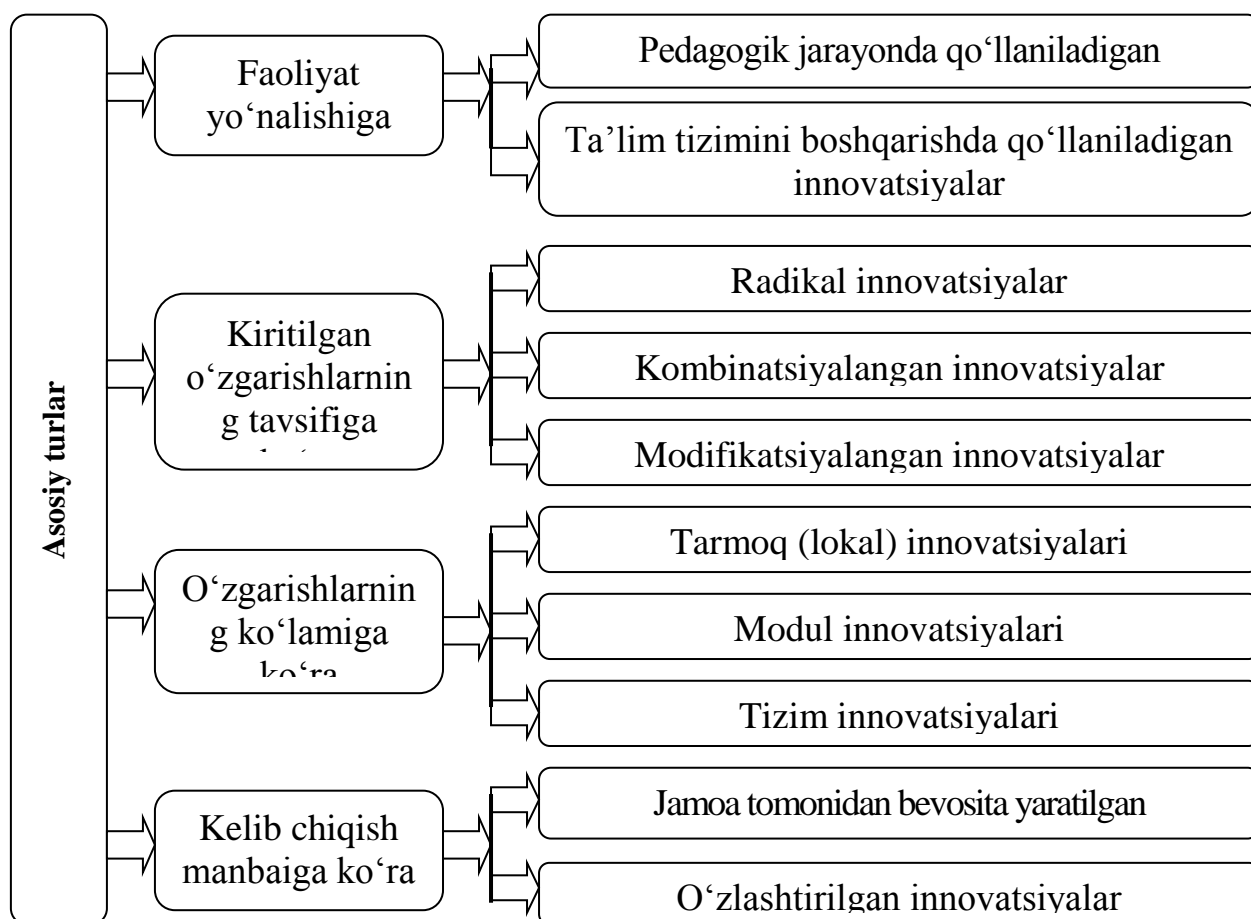 Asosiy turlar
Faoliyat
yo‘nalishiga
Pedagogik jarayonda qo‘llaniladigan
Ta’lim tizimini boshqarishda qo‘llaniladigan
innovatsiyalar
Kiritilgan
o‘zgarishlarnin
g tavsifiga
Radikal innovatsiyalar
Kombinatsiyalangan innovatsiyalar
Modifikatsiyalangan innovatsiyalar
O‘zgarishlarnin
g ko‘lamiga
ko‘ra
Tarmoq (lokal) innovatsiyalari
Modul innovatsiyalari
Tizim innovatsiyalari
Kelib chiqish
manbaiga ko‘ra
Jamoa tomonidan bevosita yaratilgan
O‘zlashtirilgan innovatsiyalar